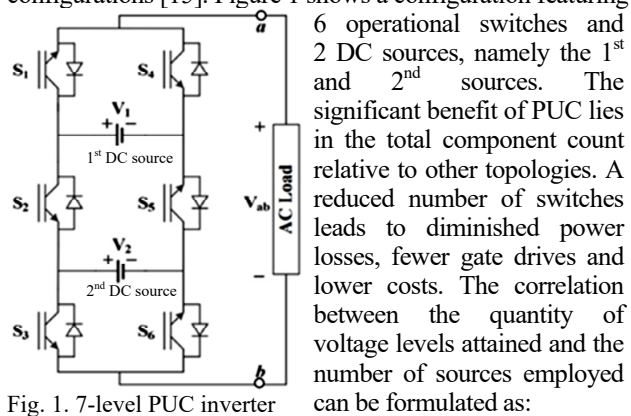 configurations [15]. Figure 1 shows a configuration featuring
6 operational switches and
2 DC sources, namely the 1st
and 2nd sources. The
significant benefit of PUC lies
in the total component count
relative to other topologies. A
reduced number of switches
leads to diminished power
losses, fewer gate drives and
lower costs. The correlation
between the quantity of
voltage levels attained and the
number of sources employed
can be formulated as:
a
S1
S4
V1
+
1st DC source
+
S2
S5
Vab
AC Load
V2
+
2nd DC source
−
S3
S6
b
Fig. 1. 7-level PUC inverter